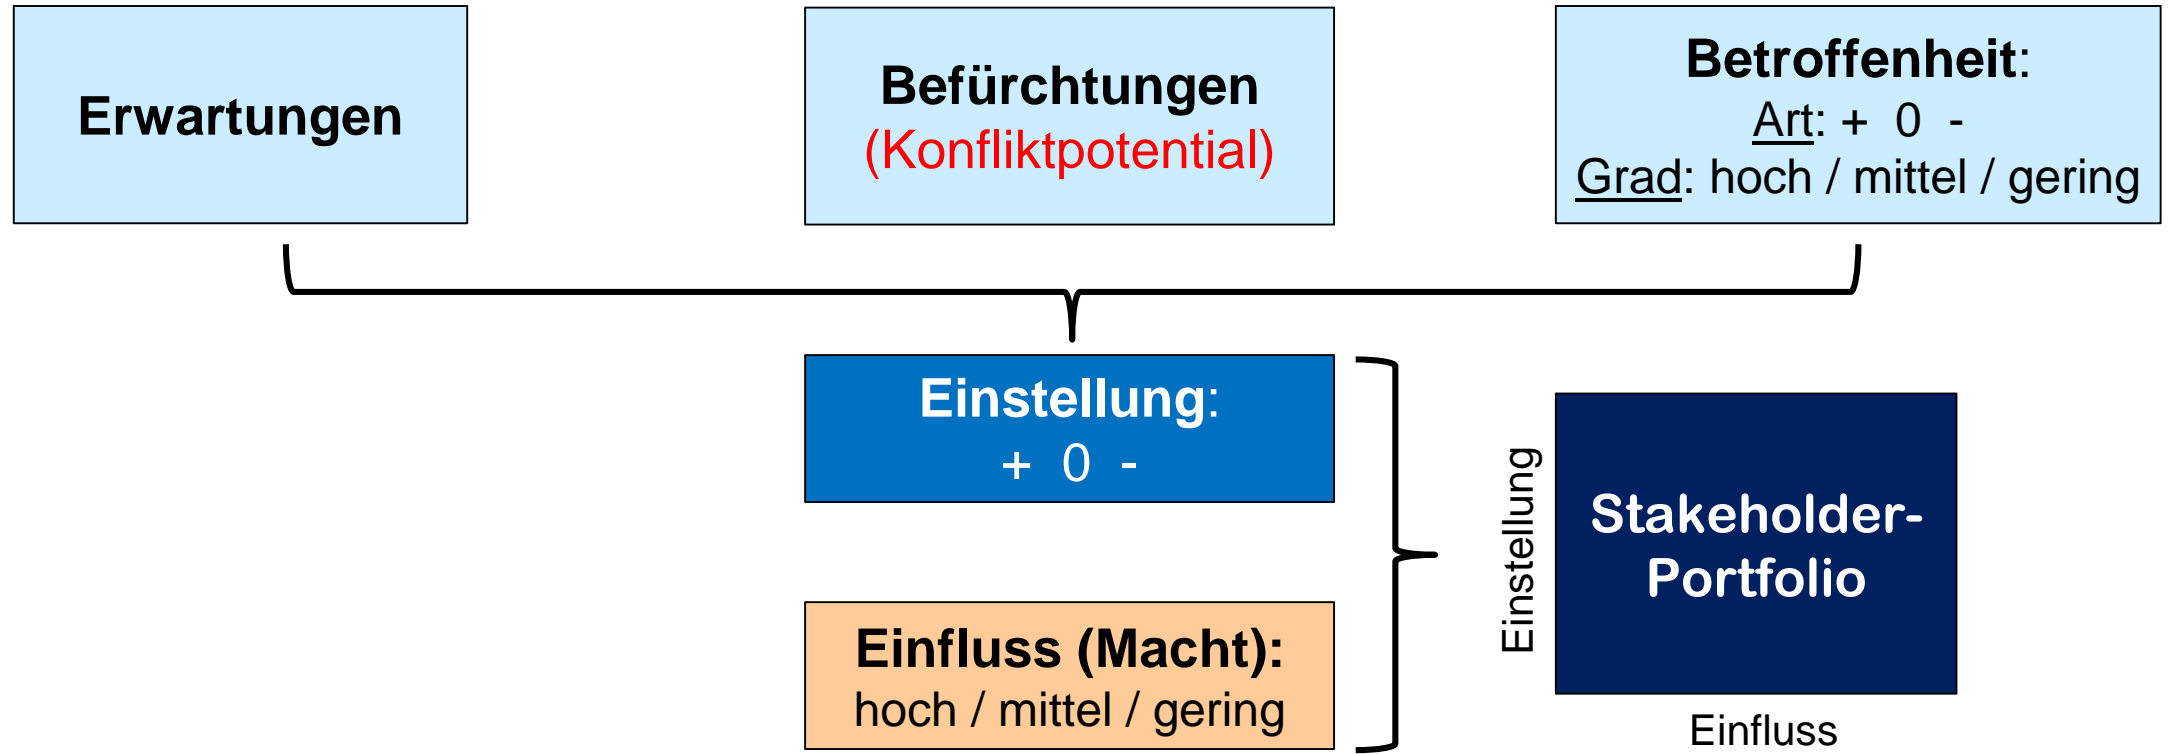 Erwartungen
Befürchtungen
(Konfliktpotential)
Betroffenheit:
Art: + 0 -
Grad: hoch / mittel / gering
Einstellung:
+ 0 -
Einfluss (Macht):
hoch / mittel / gering
Einstellung
Stakeholder-
Portfolio
Einfluss